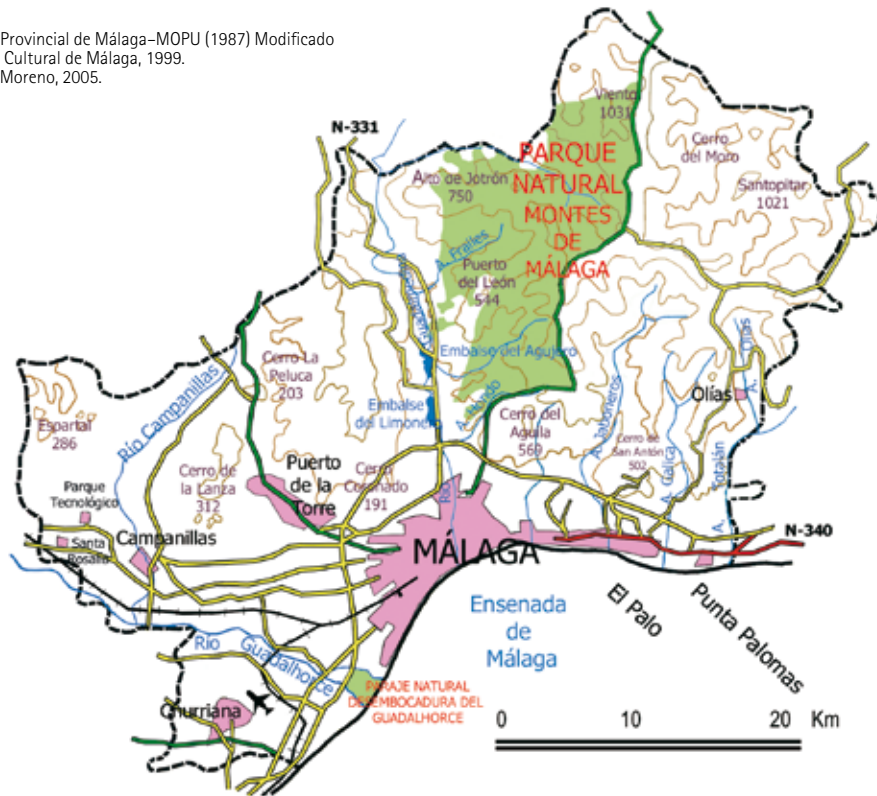 Provincial de Málaga–MOPU (1987) Modificado
Cultural de Málaga, 1999.
Moreno, 2005.
N-331
Viento
1031
Cerro
del Moro
PARQUE
NATURAL
MONTES
DE
MÁLAGA
Alto de Jotrón
750
Santopitar
1021
A. Frailes
Guadalmedina
Puerto
del León
544
Embalse del Agujero
Cerro La
Peluca
203
Río Campanillas
Embalse
del Limonero
A. Hondo
Cerro del
Aguila
569
A. Jaboneros
Olías
A. Olías
Espartal
286
Cerro de
San Antón
502
A. Galica
A. Totalán
Puerto
de la
Torre
Cerro
Coronado
191
Cerro de
la Lanza
312
Parque
Tecnológico
Río
Campanillas
Santa
Rosalía
N-340
MÁLAGA
El Palo
Punta Palomas
Ensenada
de
Málaga
Río Guadalhorce
PARAJE NATURAL
DESEMBOCADURA DEL
GUADALHORCE
Churriana
0 10 20 Km